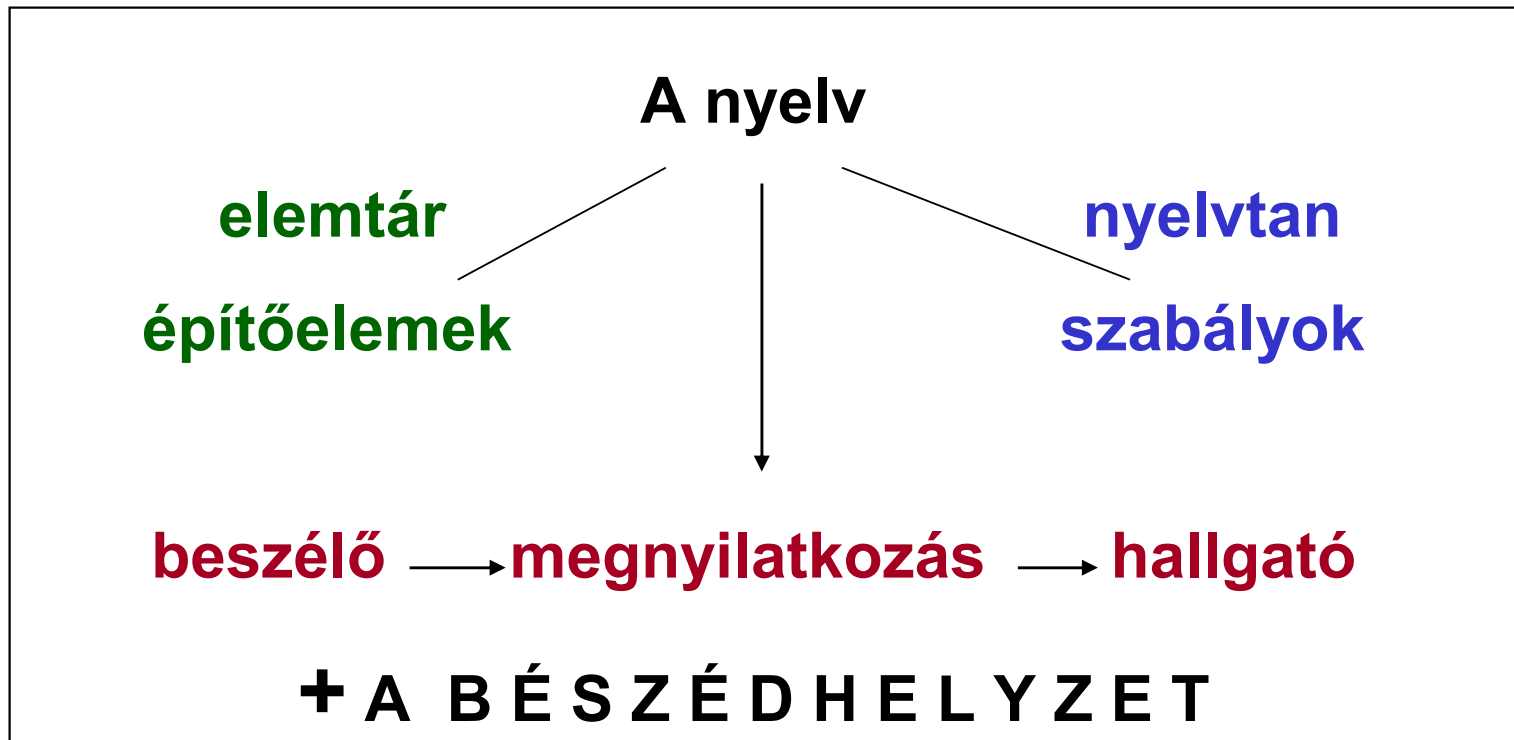 A nyelv
elemtár nyelvtan
építőelemek szabályok
beszélő megnyilatkozás hallgató
+ A B É S Z É D H E L Y Z E T